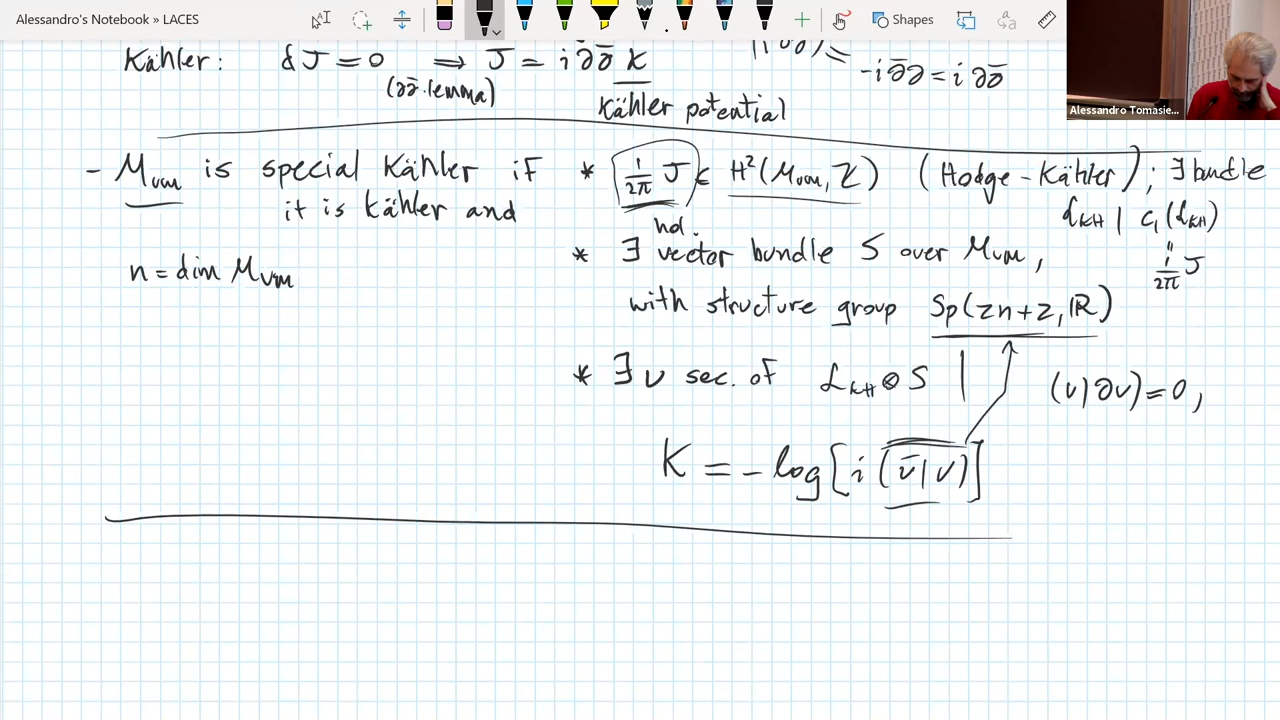 Alessandro's Notebook » LACES
Shapes
Alessandro Tomasie...
Kähler: dJ = 0 ⟹ J = i∂∂̄ K
-i∂̄∂ = i∂∂̄
(∂∂̄-lemma)
Kähler potential
- M_VM is special Kähler if * 1/2π J ∈ H²(M_VM, Z) (Hodge-Kähler); ∃ bundle
it is Kähler and
L_KH | c₁(L_KH)
"
1/2π J
hol.
* ∃ vector bundle S over M_VM,
n = dim M_VM
with structure group Sp(2n+2, ℝ)
* ∃ v sec. of L_KH ⊗ S | (v|∂v) = 0,
K = -log[i(v̄|v)]